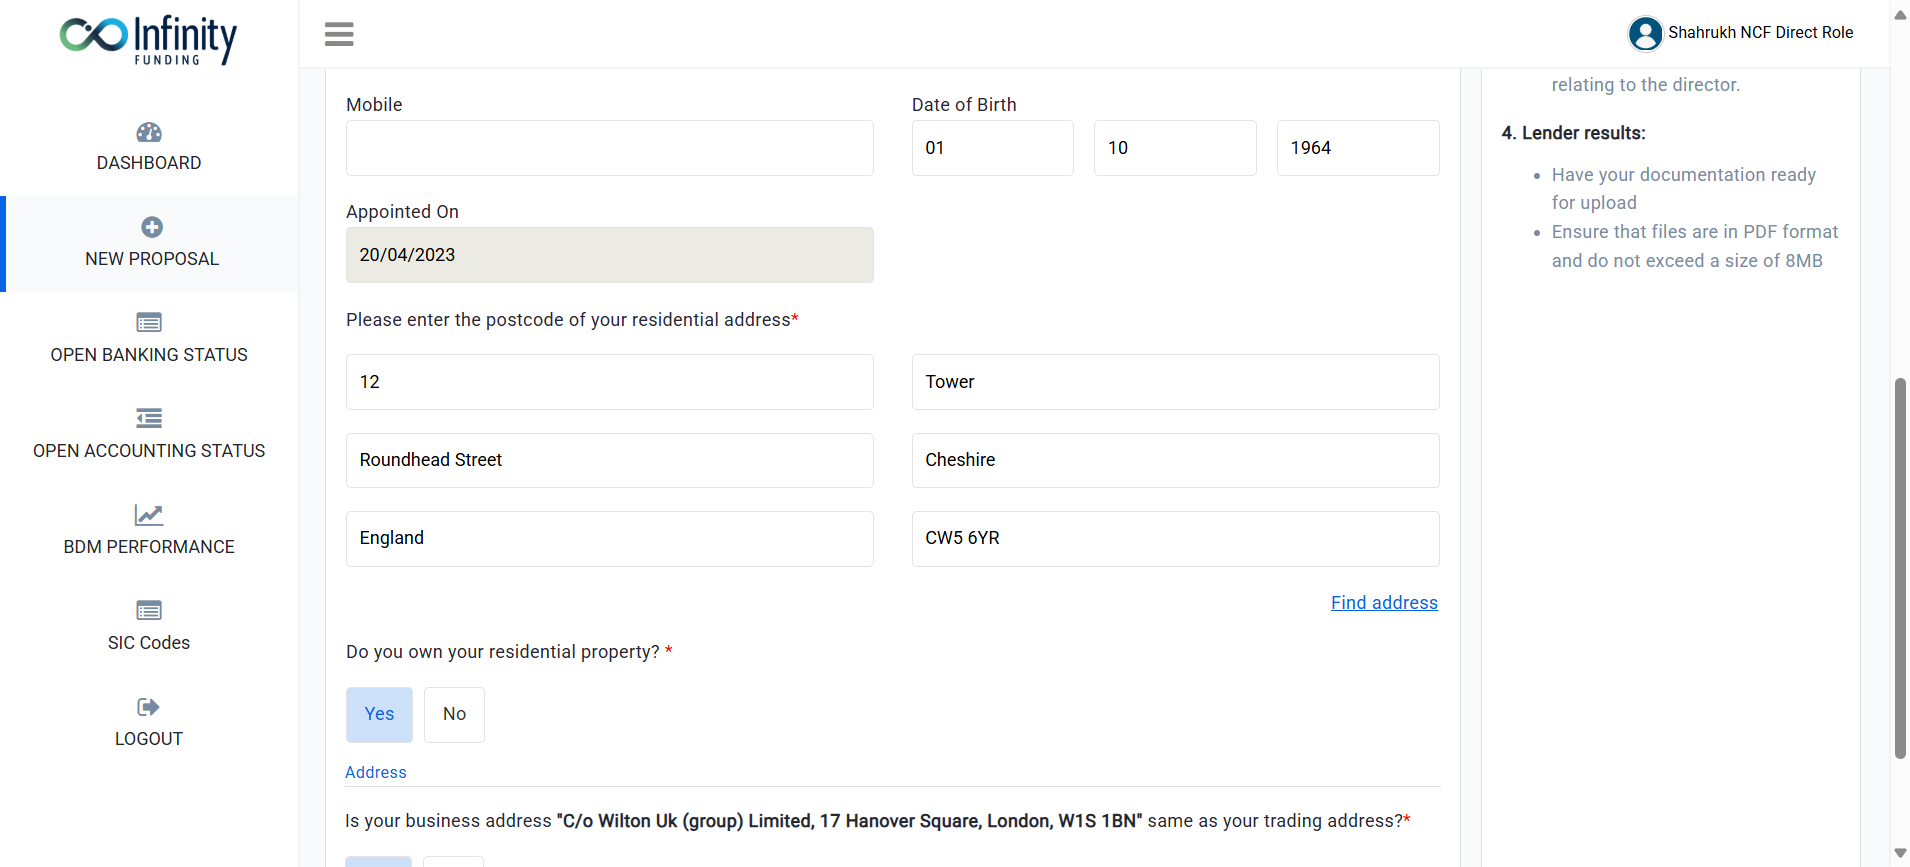 Infinity
FUNDING
Shahrukh NCF Direct Role
DASHBOARD
NEW PROPOSAL
OPEN BANKING STATUS
OPEN ACCOUNTING STATUS
BDM PERFORMANCE
SIC Codes
LOGOUT
Mobile
Date of Birth
01
10
1964
Appointed On
20/04/2023
Please enter the postcode of your residential address*
12
Tower
Roundhead Street
Cheshire
England
CW5 6YR
Find address
Do you own your residential property? *
Yes
No
Address
Is your business address "C/o Wilton Uk (group) Limited, 17 Hanover Square, London, W1S 1BN" same as your trading address?*
relating to the director.
4. Lender results:
• Have your documentation ready
for upload
• Ensure that files are in PDF format
and do not exceed a size of 8MB